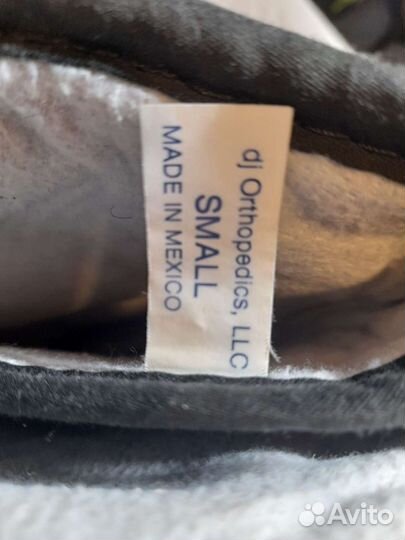 dj Orthopedics, LLC
SMALL
MADE IN MEXICO
Avito